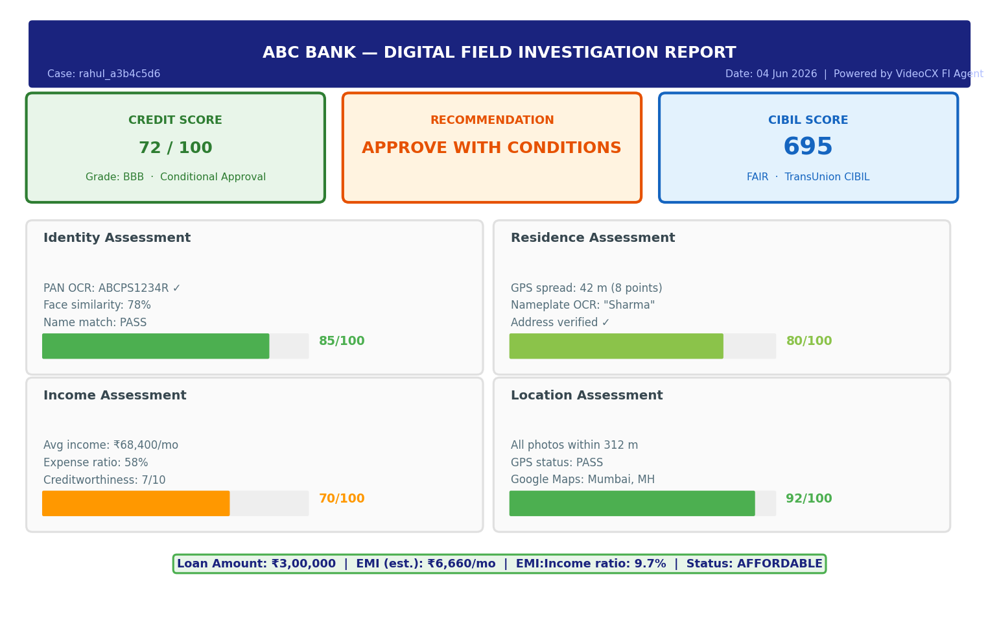 ABC BANK — DIGITAL FIELD INVESTIGATION REPORT
Case: rahul_a3b4c5d6
Date: 04 Jun 2026 | Powered by VideoCX FI Agent
CREDIT SCORE
72 / 100
Grade: BBB · Conditional Approval
RECOMMENDATION
APPROVE WITH CONDITIONS
CIBIL SCORE
695
FAIR · TransUnion CIBIL
Identity Assessment
PAN OCR: ABCPS1234R ✓
Face similarity: 78%
Name match: PASS
85/100
Residence Assessment
GPS spread: 42 m (8 points)
Nameplate OCR: "Sharma"
Address verified ✓
80/100
Income Assessment
Avg income: ₹68,400/mo
Expense ratio: 58%
Creditworthiness: 7/10
70/100
Location Assessment
All photos within 312 m
GPS status: PASS
Google Maps: Mumbai, MH
92/100
Loan Amount: ₹3,00,000 | EMI (est.): ₹6,660/mo | EMI:Income ratio: 9.7% | Status: AFFORDABLE